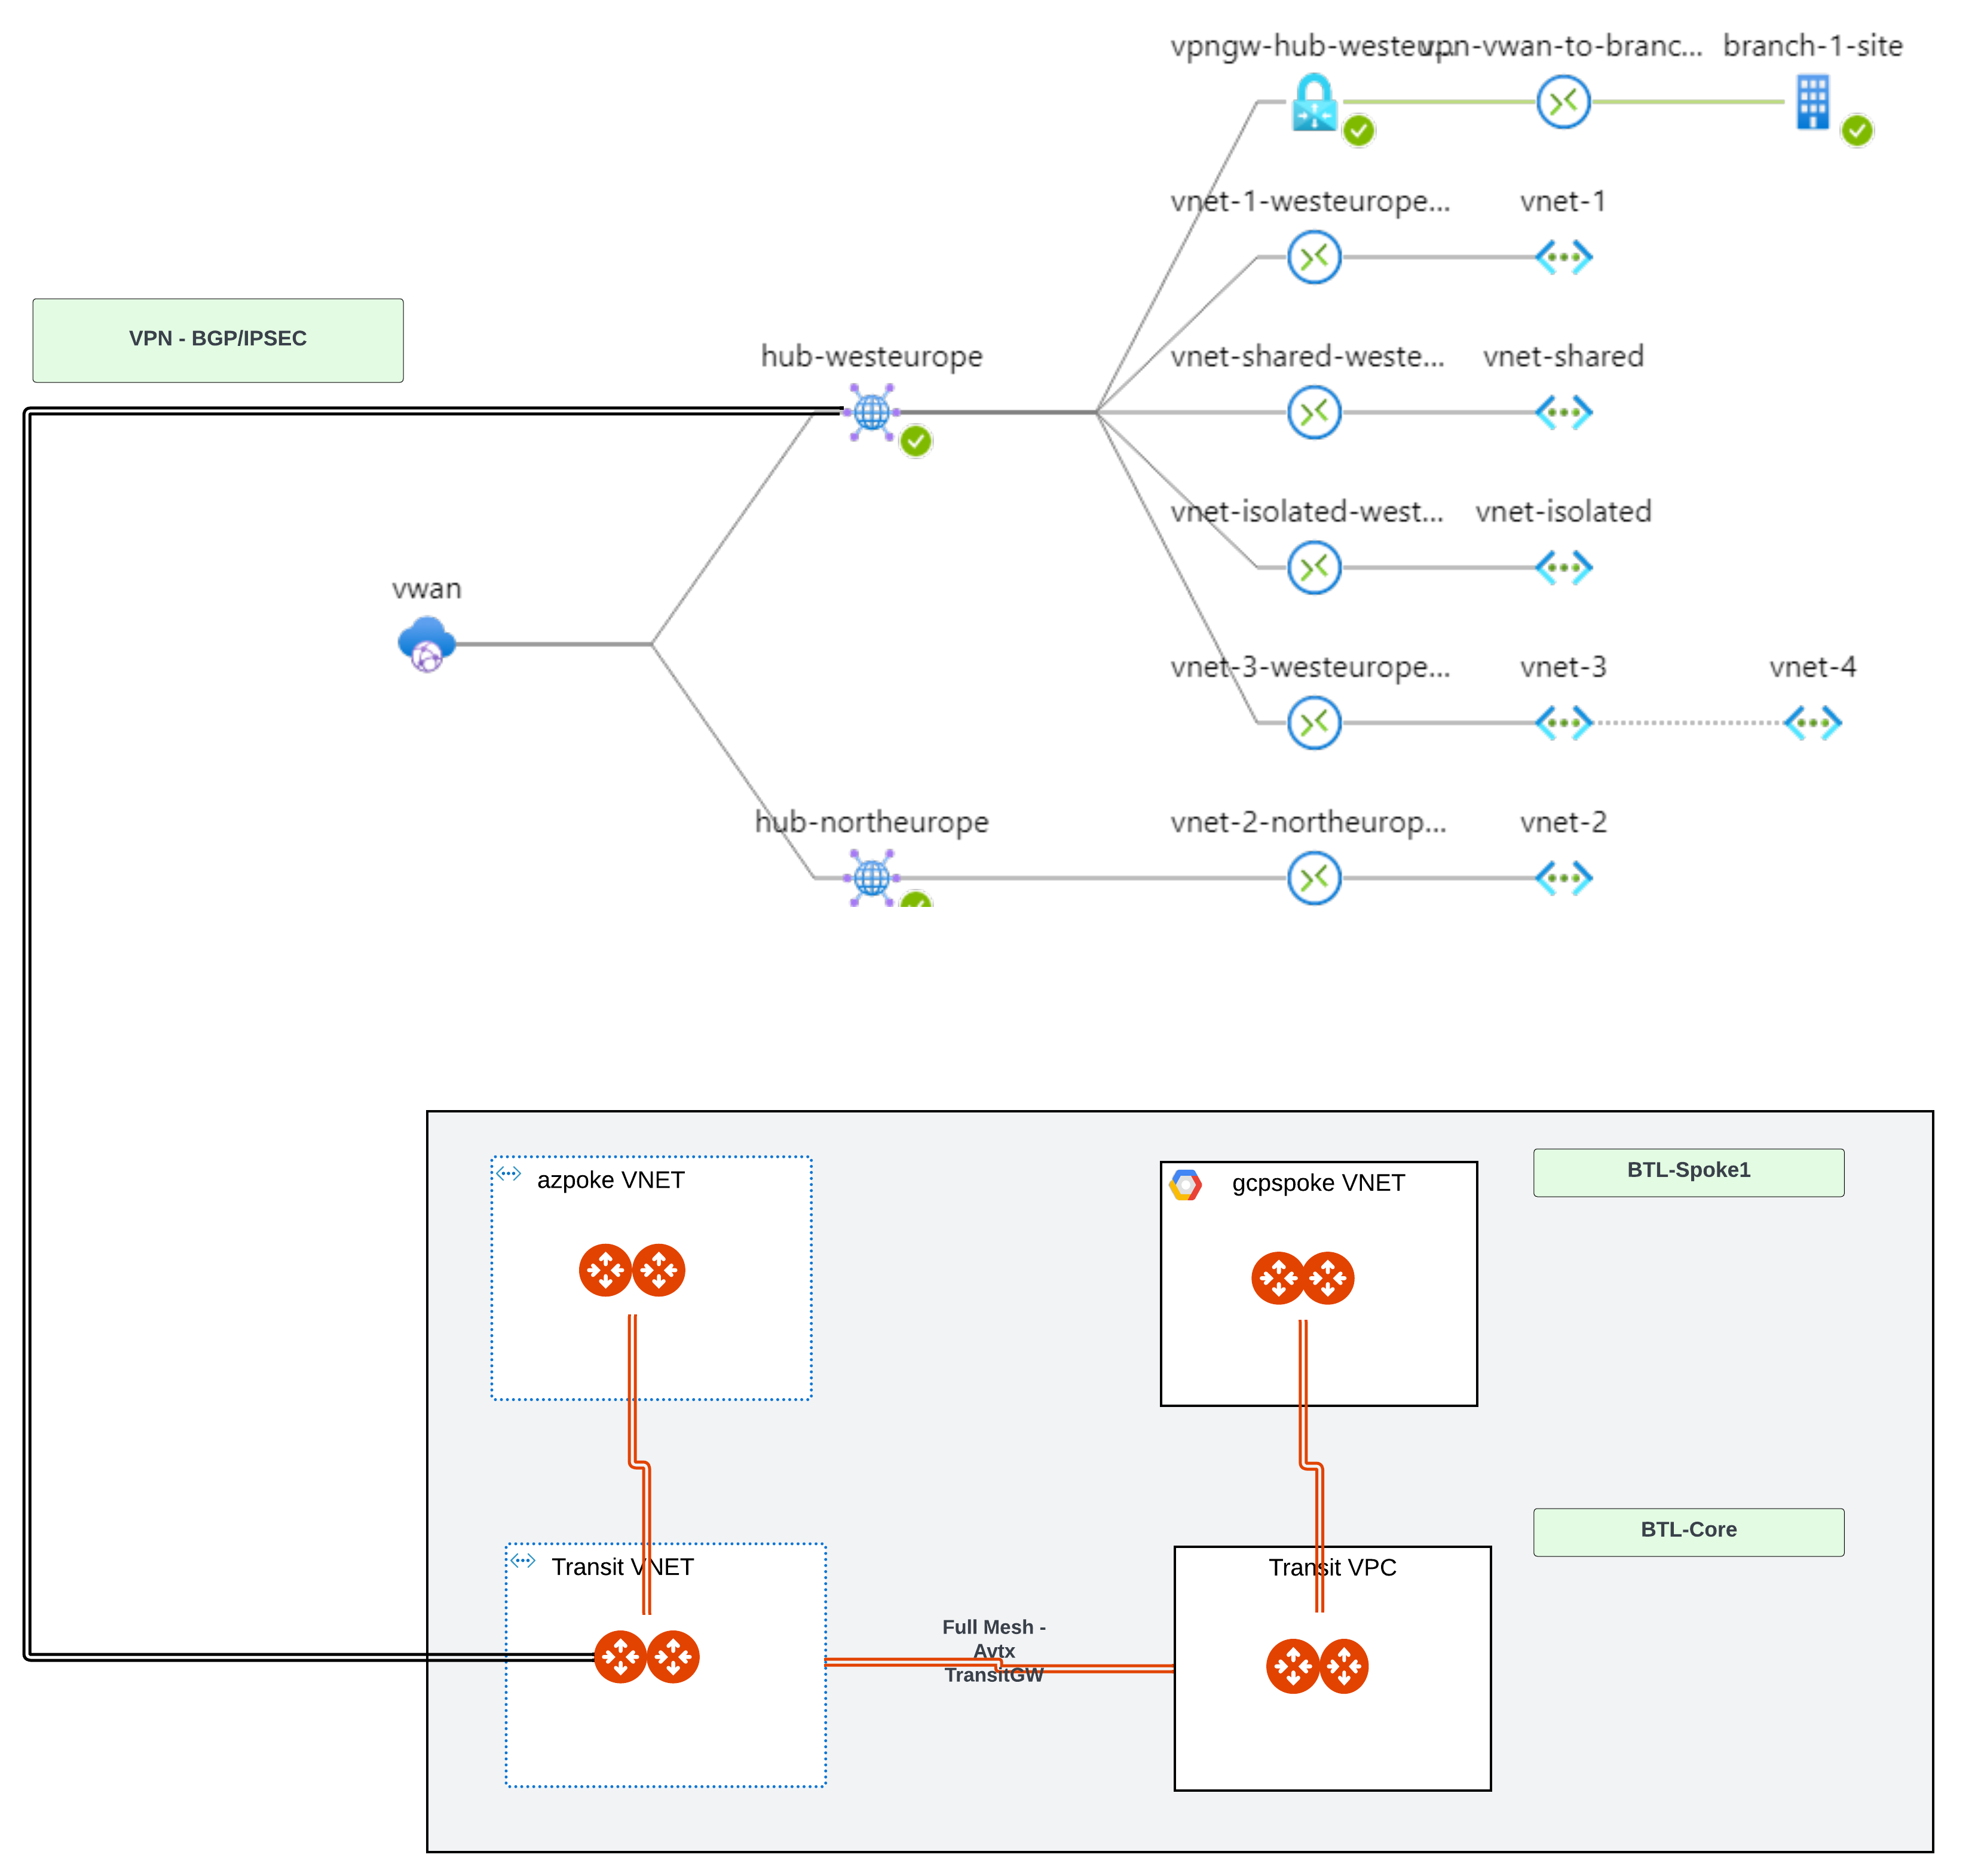 vpngw-hub-westeu...
vpn-vwan-to-branc...
branch-1-site
vnet-1-westeurope...
vnet-1
VPN - BGP/IPSEC
hub-westeurope
vnet-shared-weste...
vnet-shared
vnet-isolated-west...
vnet-isolated
vwan
vnet-3-westeurope...
vnet-3
vnet-4
hub-northeurope
vnet-2-northeurop...
vnet-2
azpoke VNET
gcpspoke VNET
BTL-Spoke1
BTL-Core
Transit VNET
Transit VPC
Full Mesh -
Avtx
TransitGW